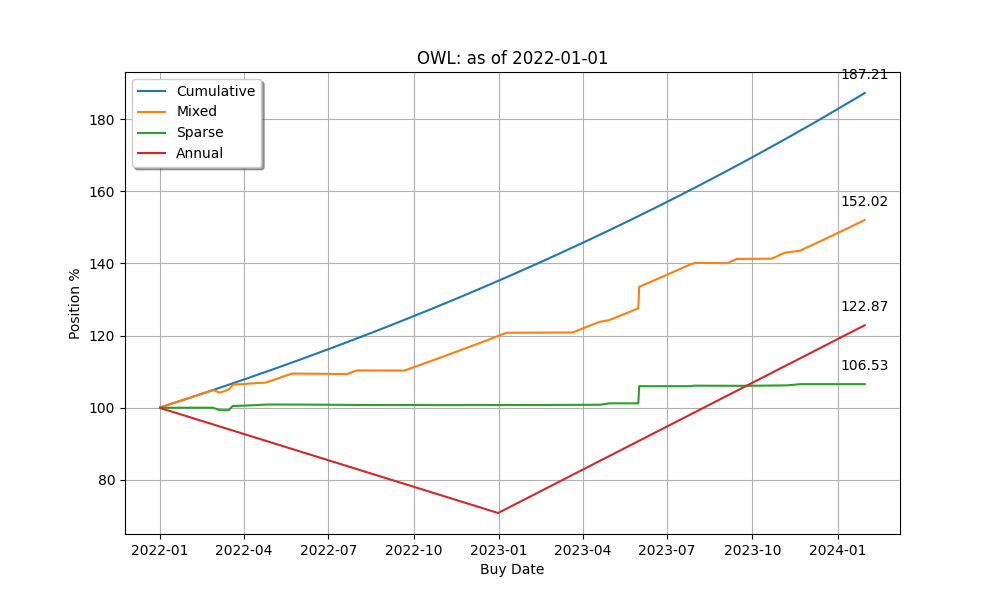 OWL: as of 2022-01-01
187.21
Cumulative
Mixed
Sparse
Annual
152.02
122.87
106.53
180
160
140
120
100
80
Position %
2022-01 2022-04 2022-07 2022-10 2023-01 2023-04 2023-07 2023-10 2024-01
Buy Date